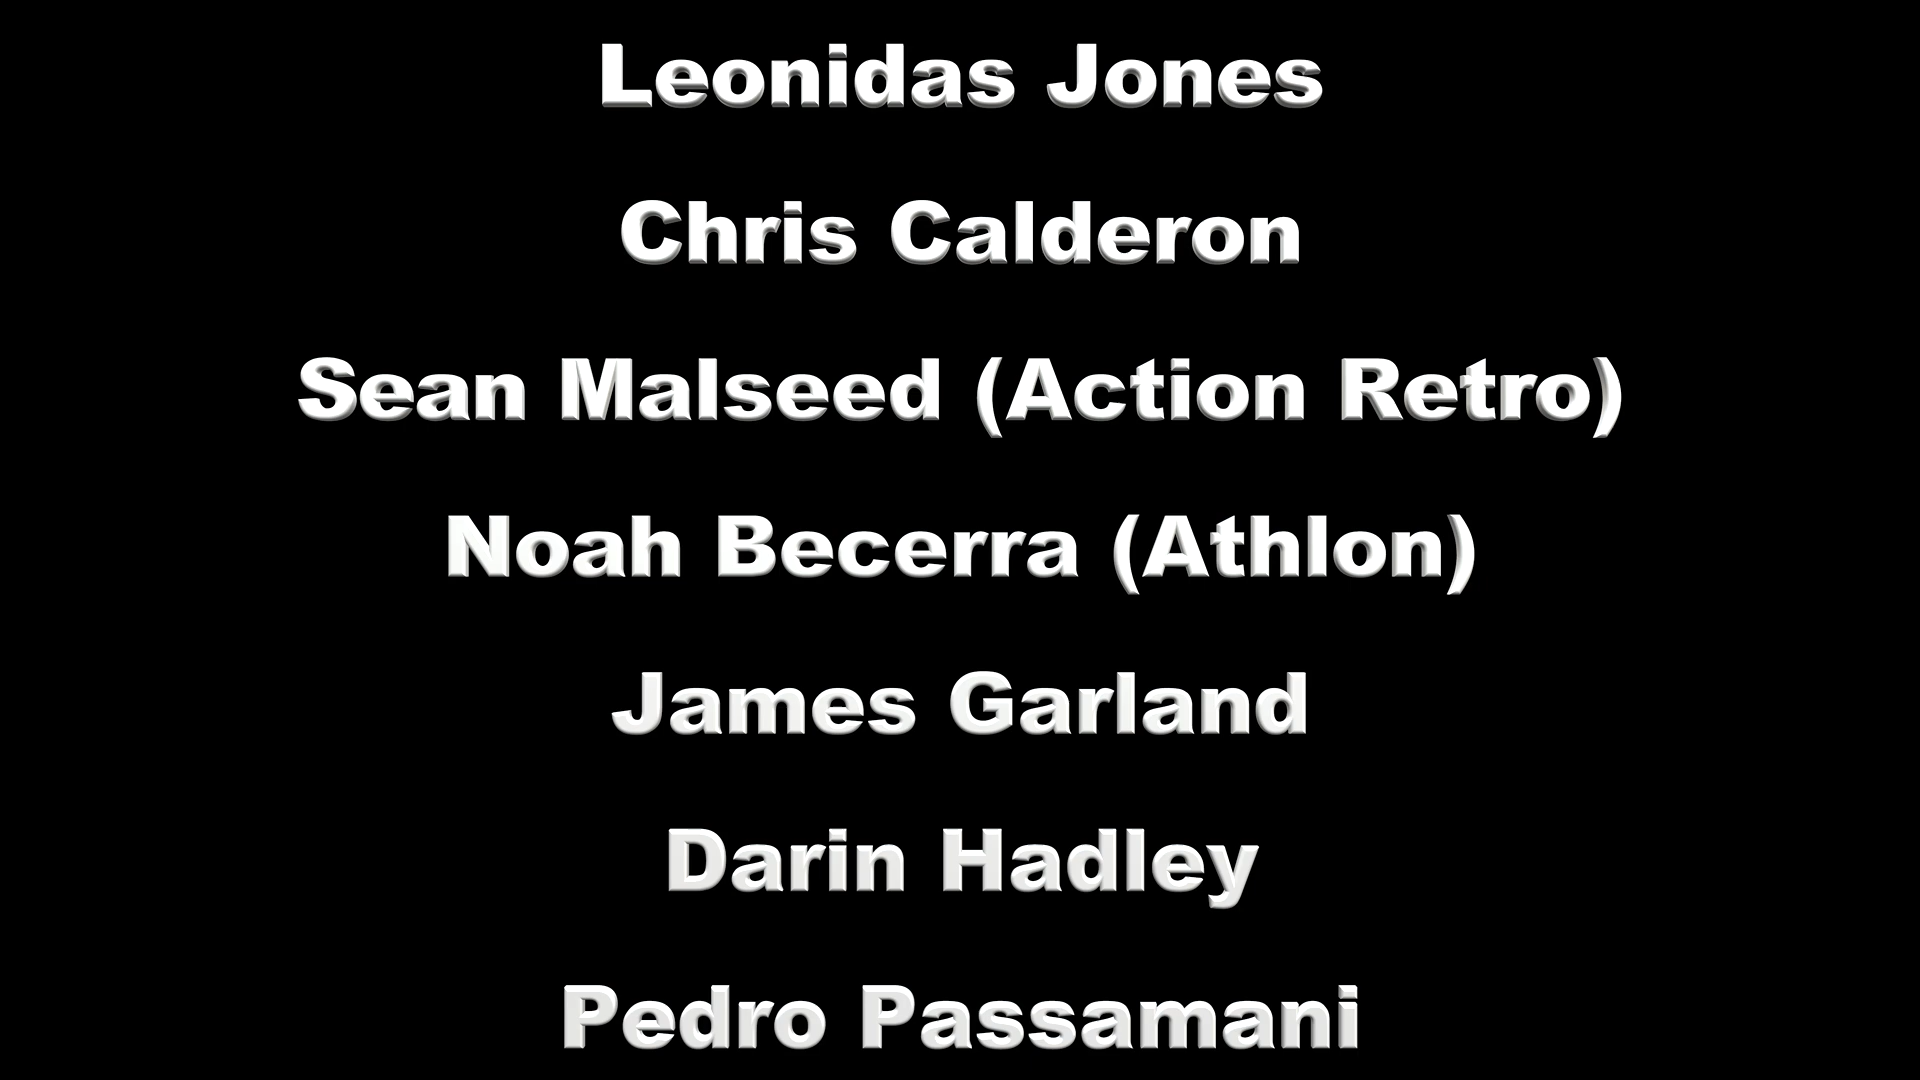 Leonidas Jones
Chris Calderon
Sean Malseed (Action Retro)
Noah Becerra (Athlon)
James Garland
Darin Hadley
Pedro Passamani